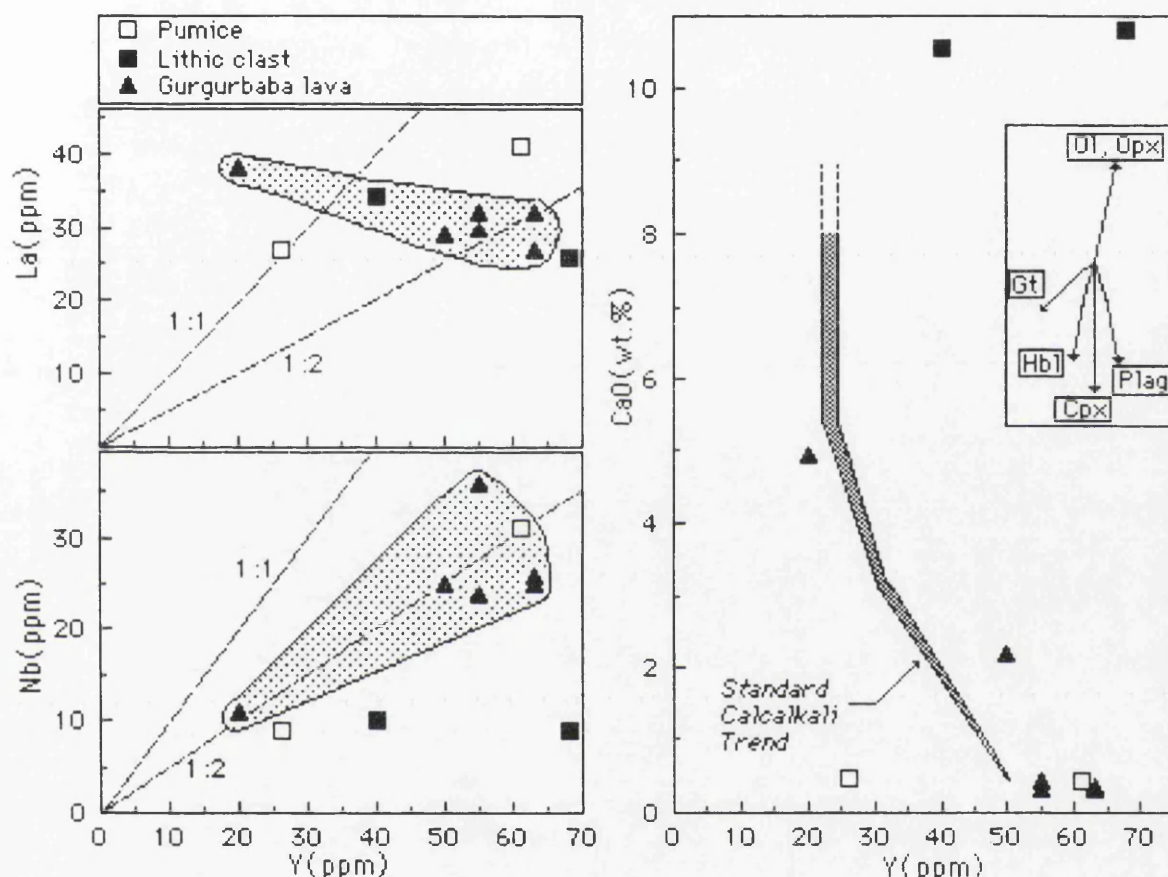 Pumice
Lithic clast
Gurgurbaba lava
La(ppm)
40
30
20
10
1:1
1:2
Nb(ppm)
30
20
10
0
1:1
1:2
0 10 20 30 40 50 60 70
Y(ppm)
CaO(wt.%)
10
8
6
4
2
0
Ol, Opx
Gt
Hbl
Plag
Cpx
Standard
Calcalkali
Trend
0 10 20 30 40 50 60 70
Y(ppm)